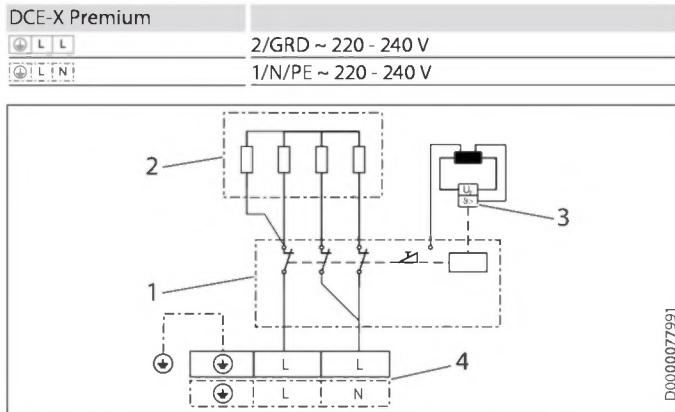 DCE-X Premium
L L 2/GRD ~ 220 - 240 V
L N 1/N/PE ~ 220 - 240 V
2
U,
ϑ>
3
1
L L 4
L N
D0000077991